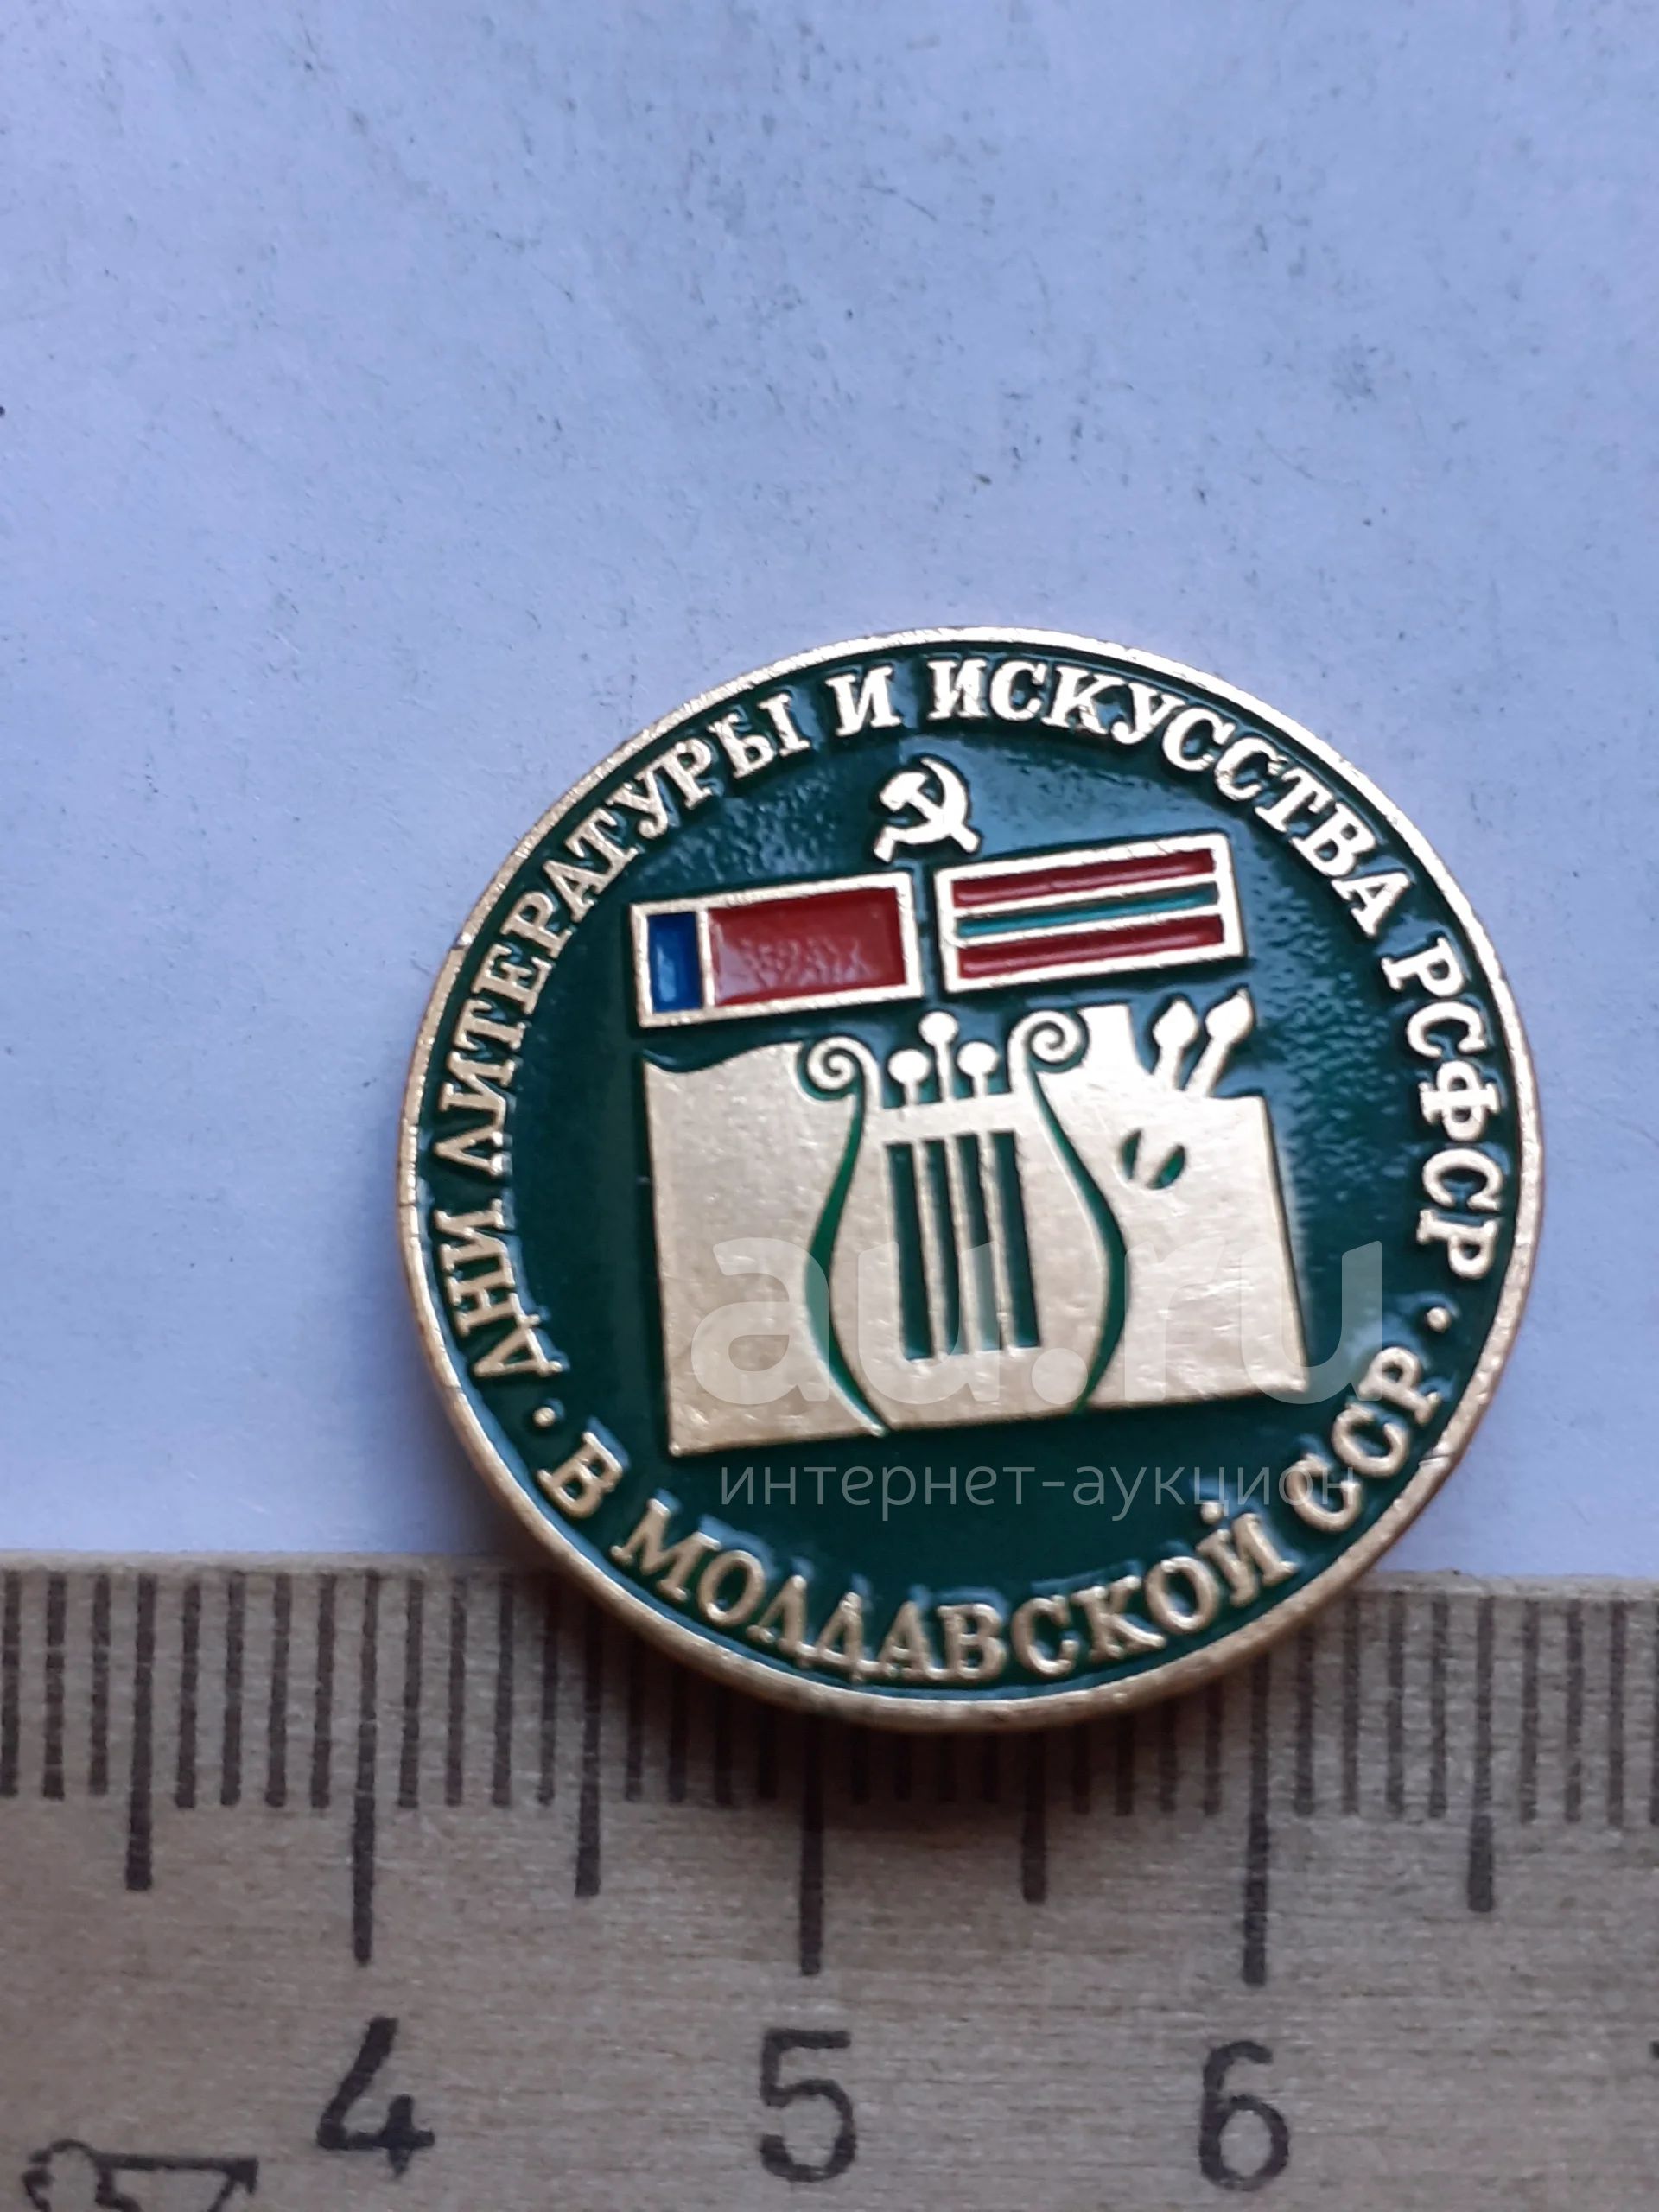 ДНИ ЛИТЕРАТУРЫ И ИСКУССТВА РСФСР
· В МОЛДАВСКОЙ ССР ·
au.ru
интернет-аукцион
4 5 6